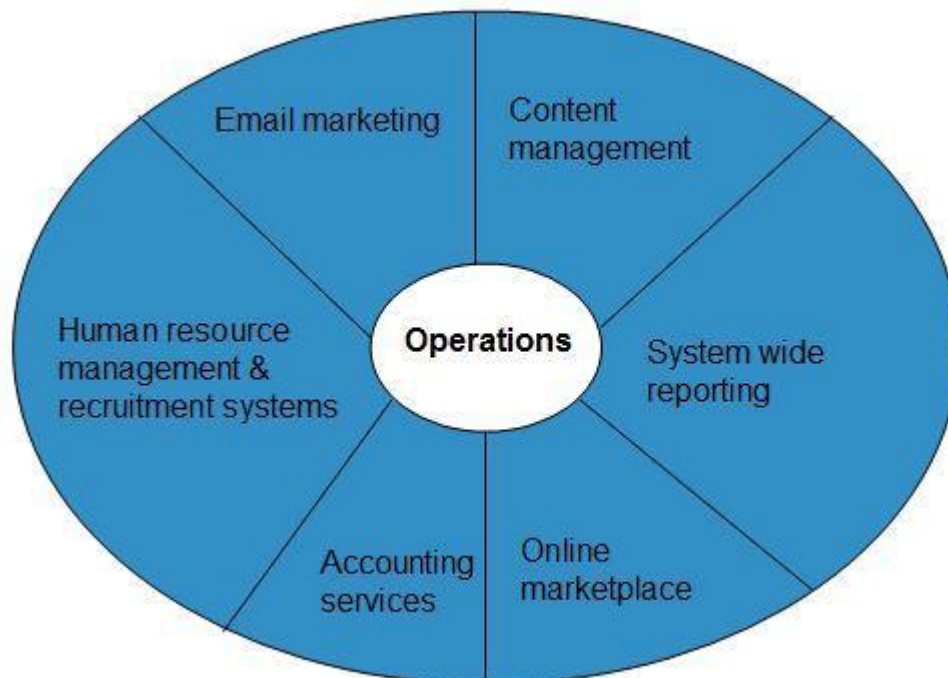 Email marketing
Content
management
Human resource
management &
recruitment systems
Operations
System wide
reporting
Accounting
services
Online
marketplace